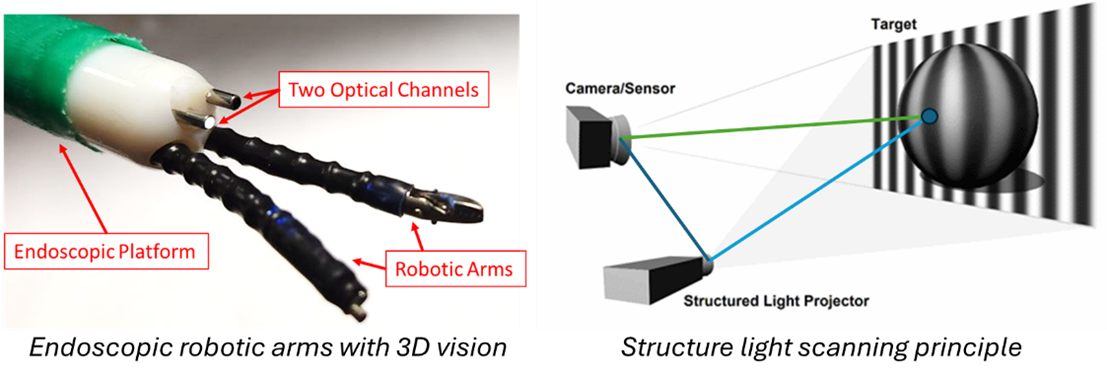 Two Optical Channels
Endoscopic Platform
Robotic Arms
Endoscopic robotic arms with 3D vision
Target
Camera/Sensor
Structured Light Projector
Structure light scanning principle